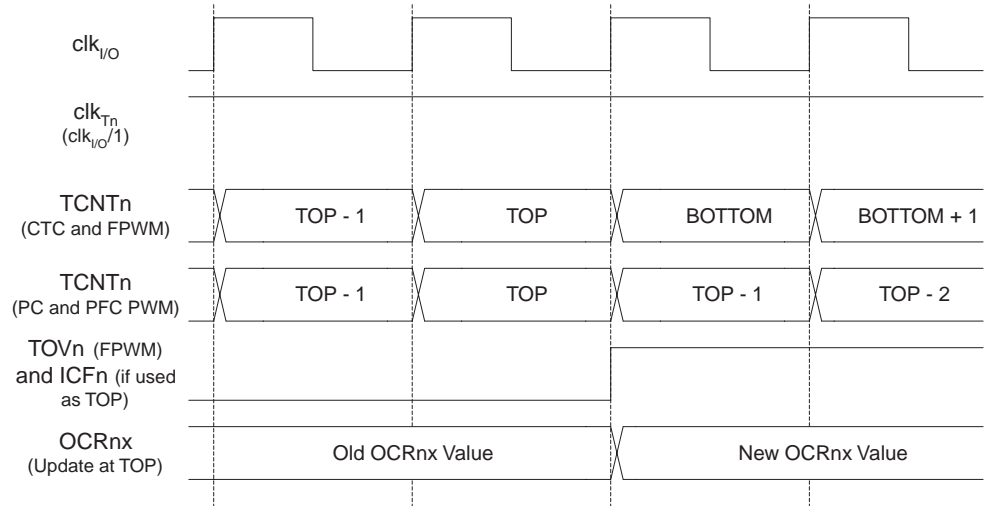 clkI/O
clkTn
(clkI/O/1)
TCNTn
(CTC and FPWM)
TOP - 1 TOP BOTTOM BOTTOM + 1
TCNTn
(PC and PFC PWM)
TOP - 1 TOP TOP - 1 TOP - 2
TOVn (FPWM)
and ICFn (if used
as TOP)
OCRnx
(Update at TOP)
Old OCRnx Value New OCRnx Value